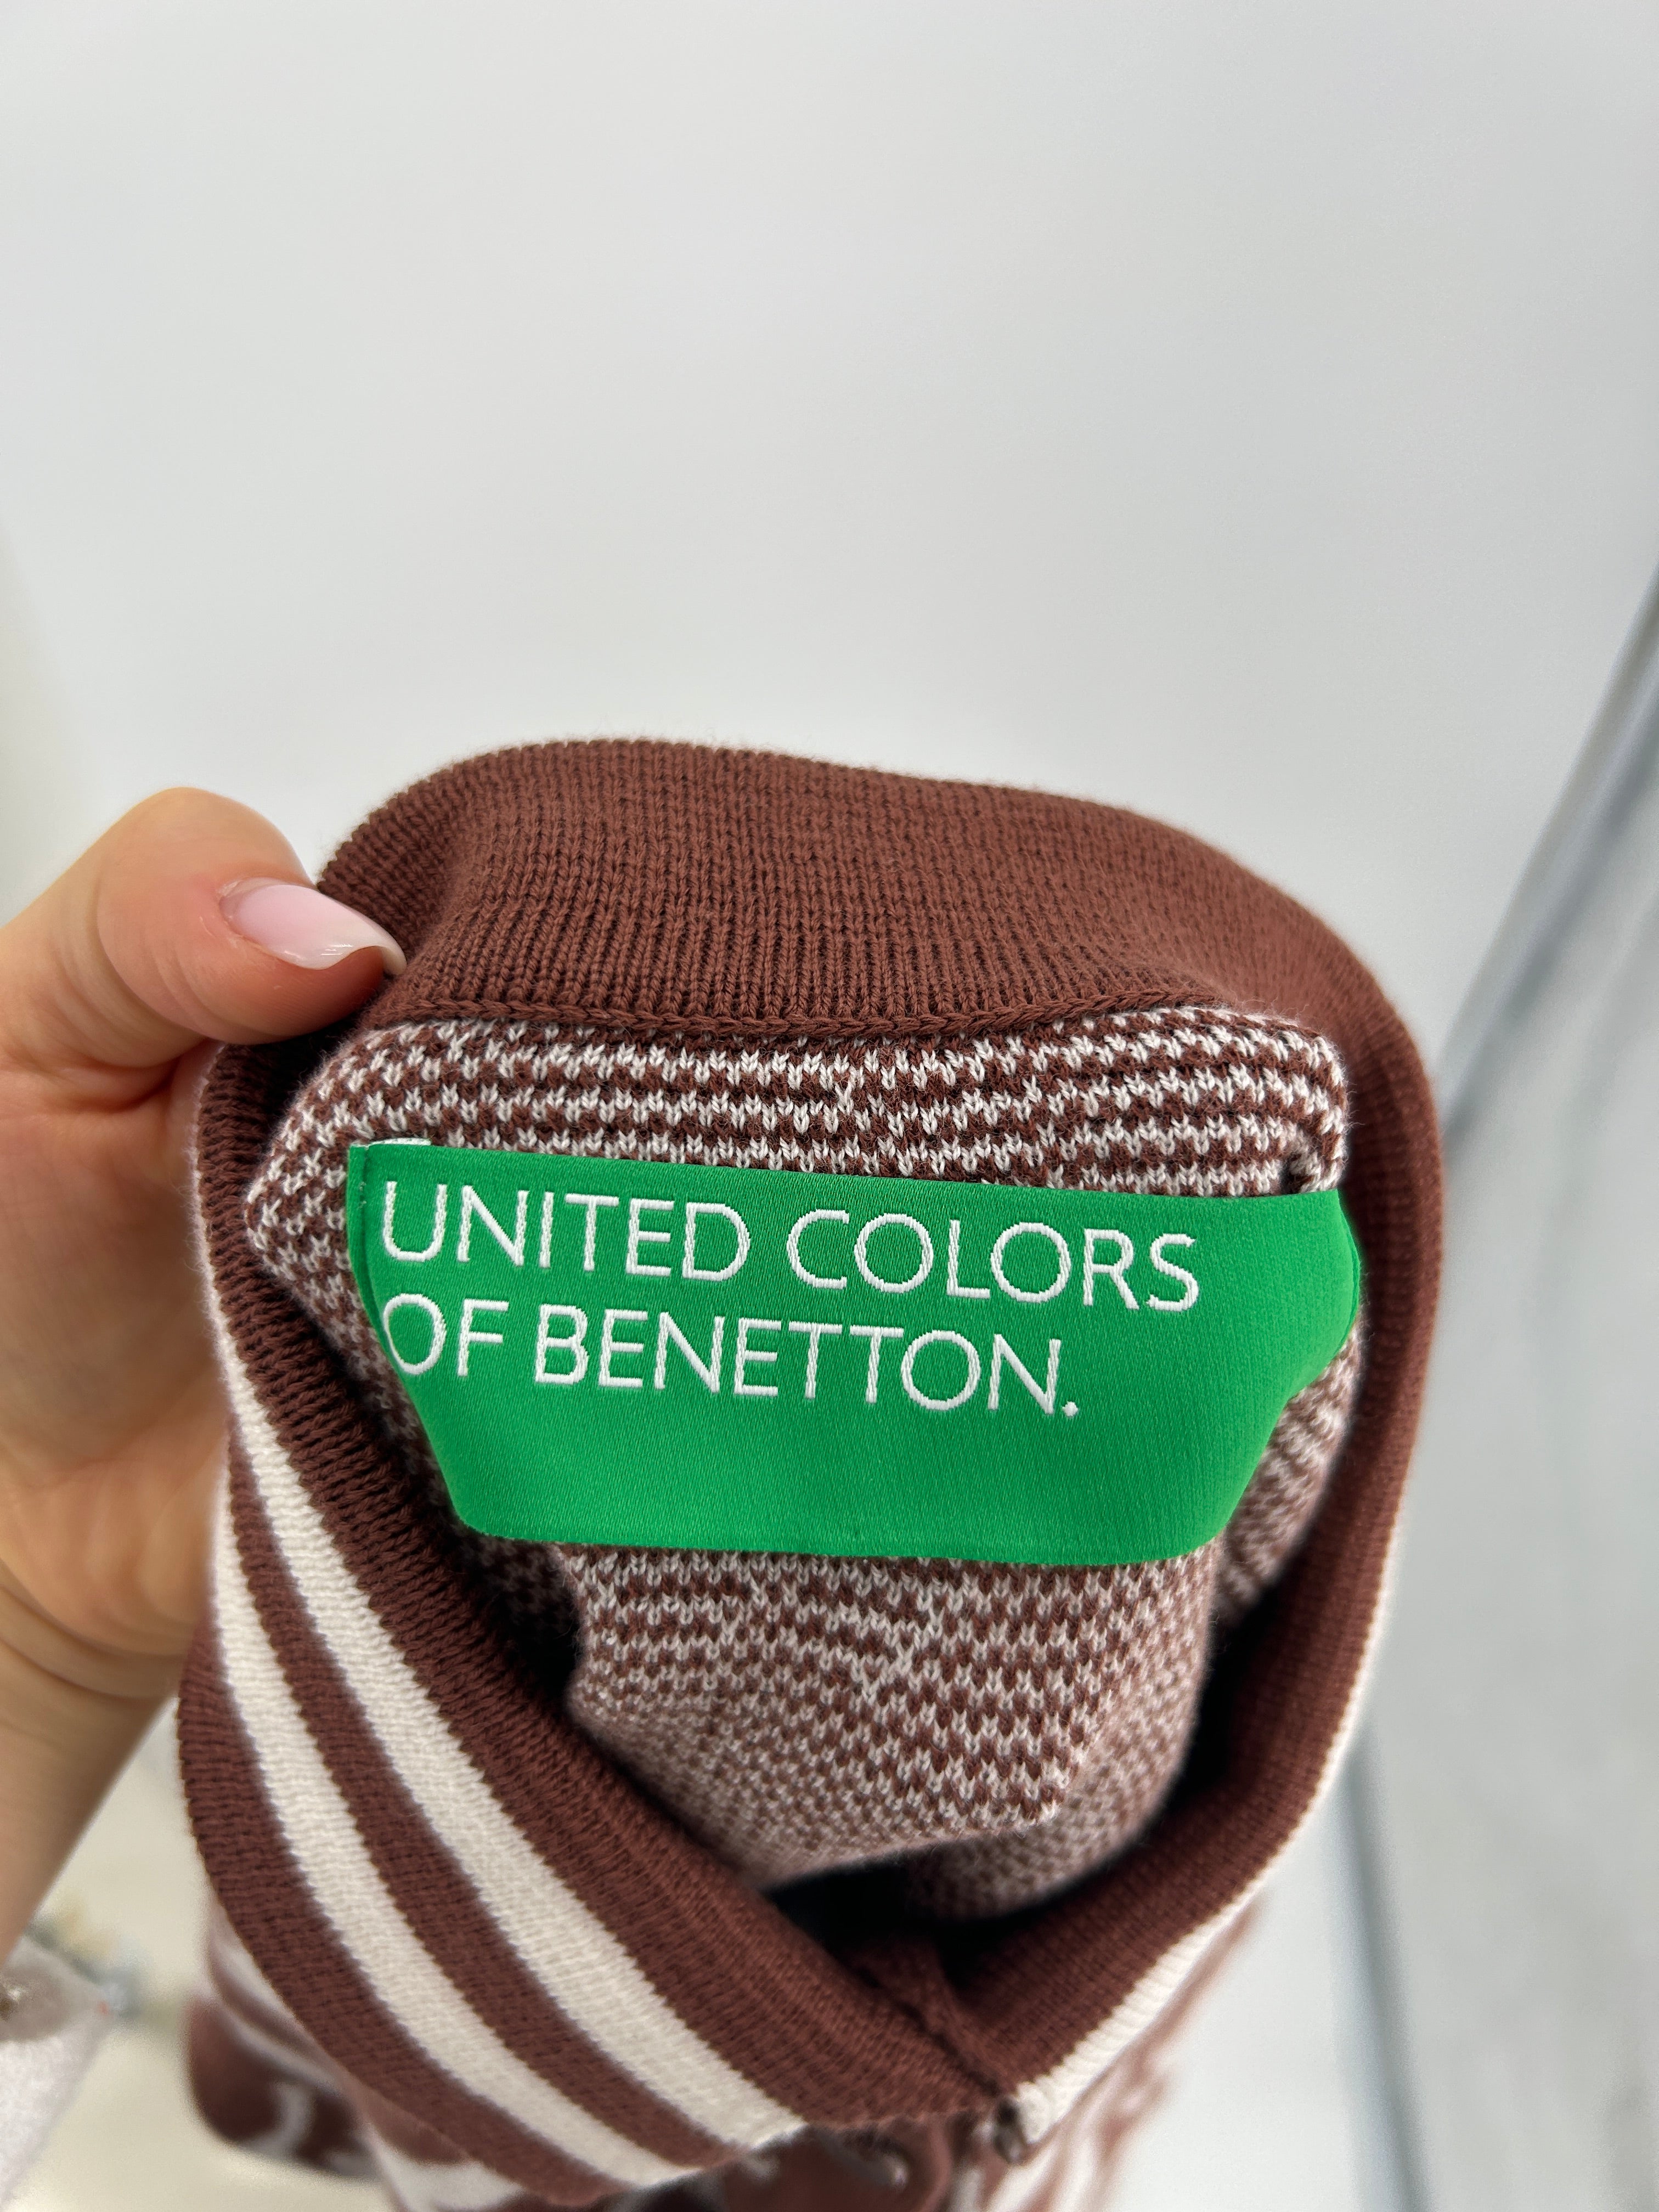 UNITED COLORS
OF BENETTON.